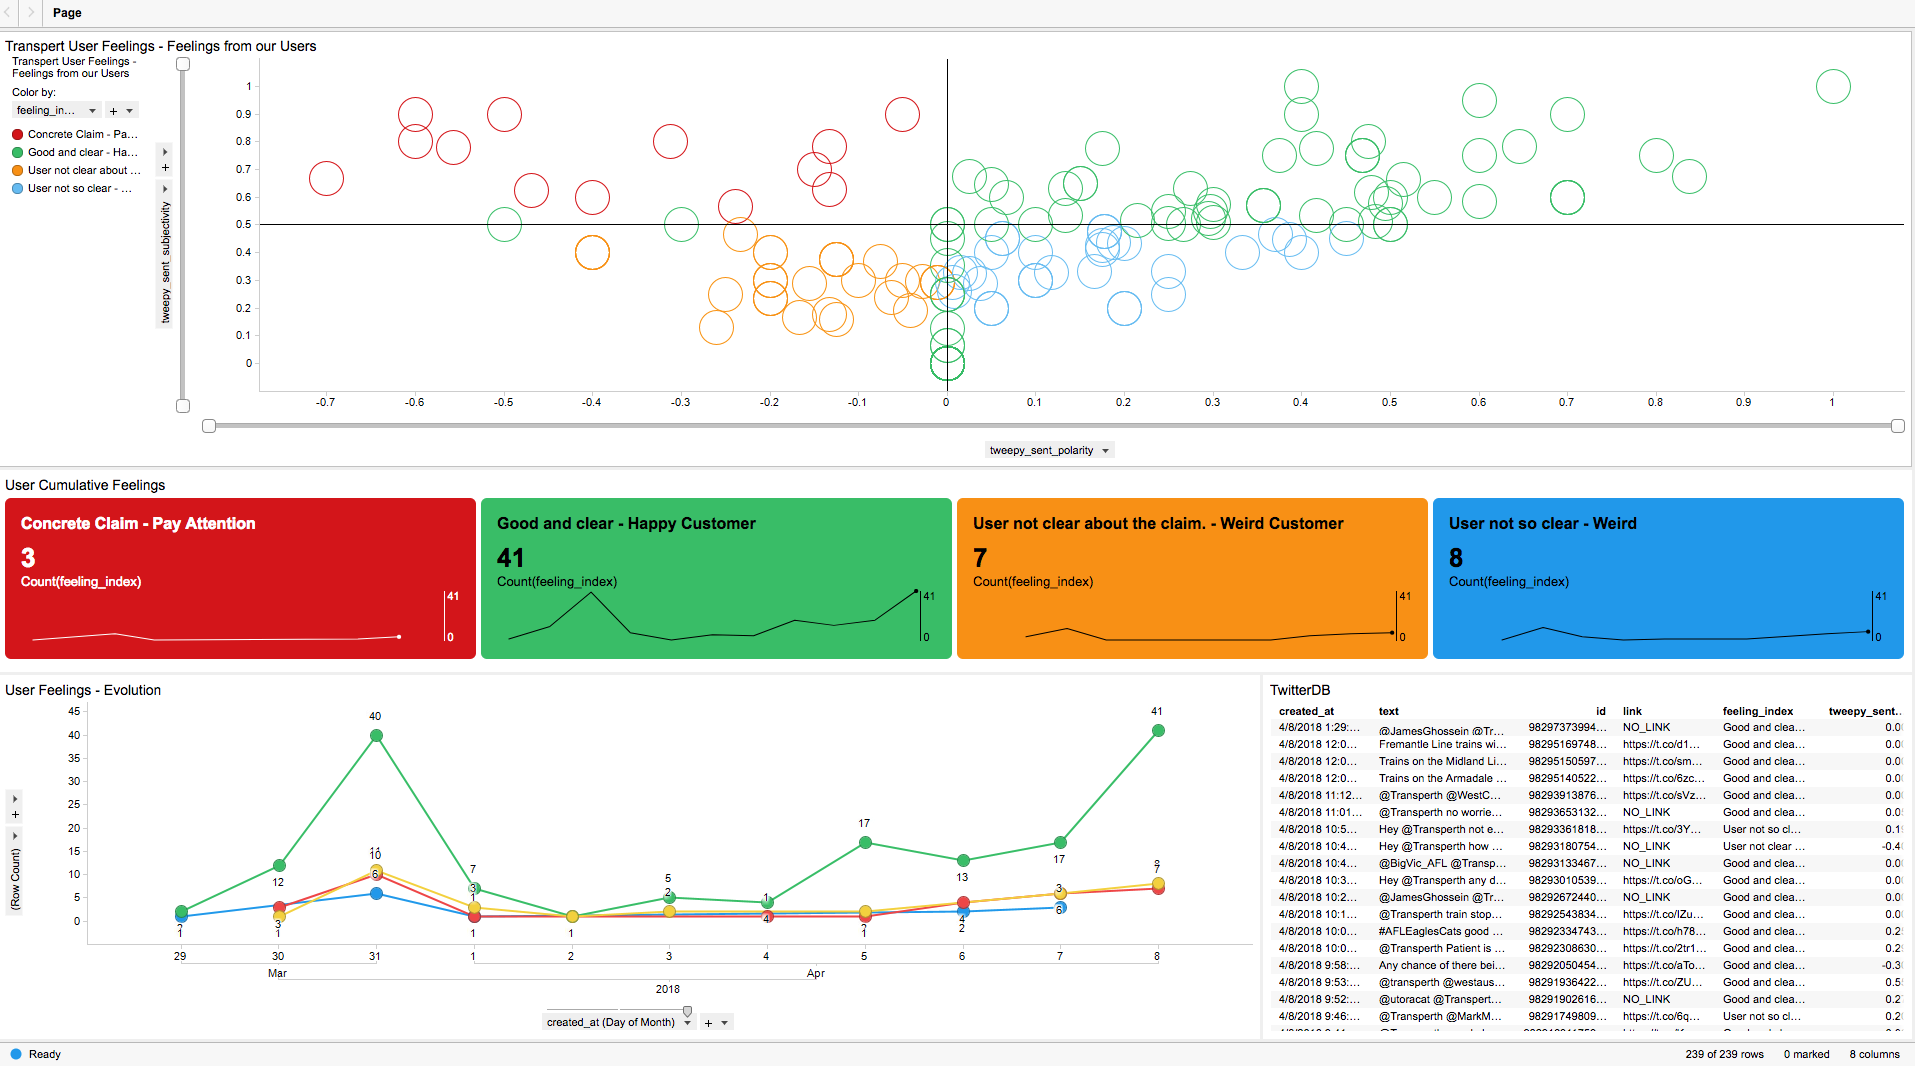 Page
Transpert User Feelings - Feelings from our Users
Transpert User Feelings -
Feelings from our Users
Color by:
feeling_in... +
Concrete Claim - Pa...
Good and clear - Ha...
User not clear about ...
User not so clear - ...
+
tweepy_sent_subjectivity
1
0.9
0.8
0.7
0.6
0.5
0.4
0.3
0.2
0.1
0
-0.7 -0.6 -0.5 -0.4 -0.3 -0.2 -0.1 0 0.1 0.2 0.3 0.4 0.5 0.6 0.7 0.8 0.9 1
tweepy_sent_polarity
User Cumulative Feelings
Concrete Claim - Pay Attention
3
Count(feeling_index)
41
0
Good and clear - Happy Customer
41
Count(feeling_index)
41
0
User not clear about the claim. - Weird Customer
7
Count(feeling_index)
41
0
User not so clear - Weird
8
Count(feeling_index)
41
0
User Feelings - Evolution
+
(Row Count)
45
40
35
30
25
20
15
10
5
0
2
1
12
3
1
40
11
10
6
7
3
1
1
1
5
2
1
4
17
2
1
13
4
2
17
3
6
41
8
7
29 30 31 1 2 3 4 5 6 7 8
Mar Apr
2018
created_at (Day of Month) +
TwitterDB
created_at text id link feeling_index tweepy_sent...
4/8/2018 1:29:... @JamesGhossein @Tr... 98297373994... NO_LINK Good and clea... 0.0
4/8/2018 12:0... Fremantle Line trains wi... 98295169748... https://t.co/d1... Good and clea... 0.0
4/8/2018 12:0... Trains on the Midland Li... 98295150597... https://t.co/sm... Good and clea... 0.0
4/8/2018 12:0... Trains on the Armadale ... 98295140522... https://t.co/6zc... Good and clea... 0.0
4/8/2018 11:12... @Transperth @WestC... 98293913876... https://t.co/sVz... Good and clea... 0.0
4/8/2018 11:01... @Transperth no worrie... 98293653132... NO_LINK Good and clea... 0.0
4/8/2018 10:5... Hey @Transperth not e... 98293361818... https://t.co/3Y... User not so cl... 0.1
4/8/2018 10:4... Hey @Transperth how ... 98293180754... NO_LINK User not clear ... -0.4
4/8/2018 10:4... @BigVic_AFL @Transp... 98293133467... NO_LINK Good and clea... 0.0
4/8/2018 10:3... Hey @Transperth any d... 98293010539... https://t.co/oG... Good and clea... 0.0
4/8/2018 10:2... @JamesGhossein @Tr... 98292672440... NO_LINK Good and clea... 0.0
4/8/2018 10:1... @Transperth train stop... 98292543834... https://t.co/lZu... Good and clea... 0.0
4/8/2018 10:0... #AFLEaglesCats good ... 98292334743... https://t.co/h78... Good and clea... 0.2
4/8/2018 10:0... @Transperth Patient is ... 98292308630... https://t.co/2tr1... Good and clea... 0.2
4/8/2018 9:58:... Any chance of there bei... 98292050454... https://t.co/aTo... Good and clea... -0.3
4/8/2018 9:53:... @transperth @westaus... 98291936422... https://t.co/ZU... Good and clea... 0.5
4/8/2018 9:52:... @utoracat @Transpert... 98291902616... NO_LINK Good and clea... 0.2
4/8/2018 9:46:... @Transperth @MarkM... 98291749809... https://t.co/6q... User not so cl... 0.2
Ready
239 of 239 rows 0 marked 8 columns